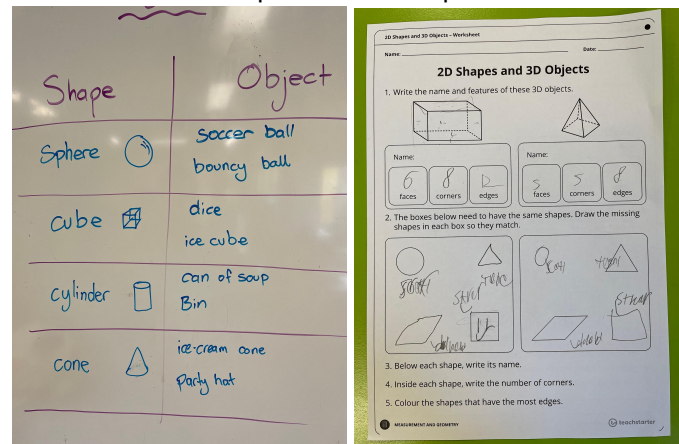 Shape
Object
Sphere
soccer ball
bouncy ball
cube
dice
ice cube
cylinder
can of soup
Bin
cone
ice-cream cone
party hat
2D Shapes and 3D Objects – Worksheet
Name:
Date:
2D Shapes and 3D Objects
1. Write the name and features of these 3D objects.
Name:
6
8
12
faces
corners
edges
Name:
5
5
8
faces
corners
edges
2. The boxes below need to have the same shapes. Draw the missing
shapes in each box so they match.
3. Below each shape, write its name.
4. Inside each shape, write the number of corners.
5. Colour the shapes that have the most edges.
MEASUREMENT AND GEOMETRY
teachstarter